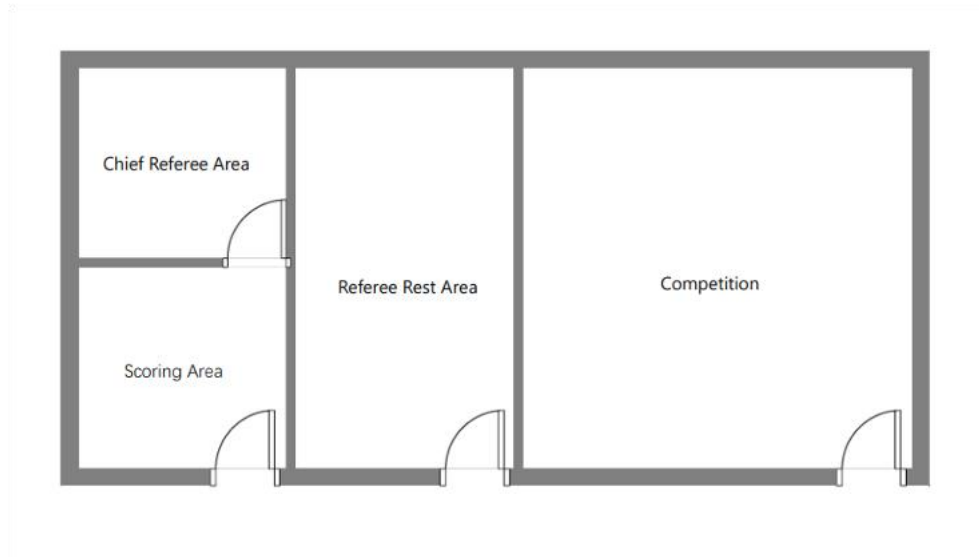 Chief Referee Area
Referee Rest Area
Competition
Scoring Area